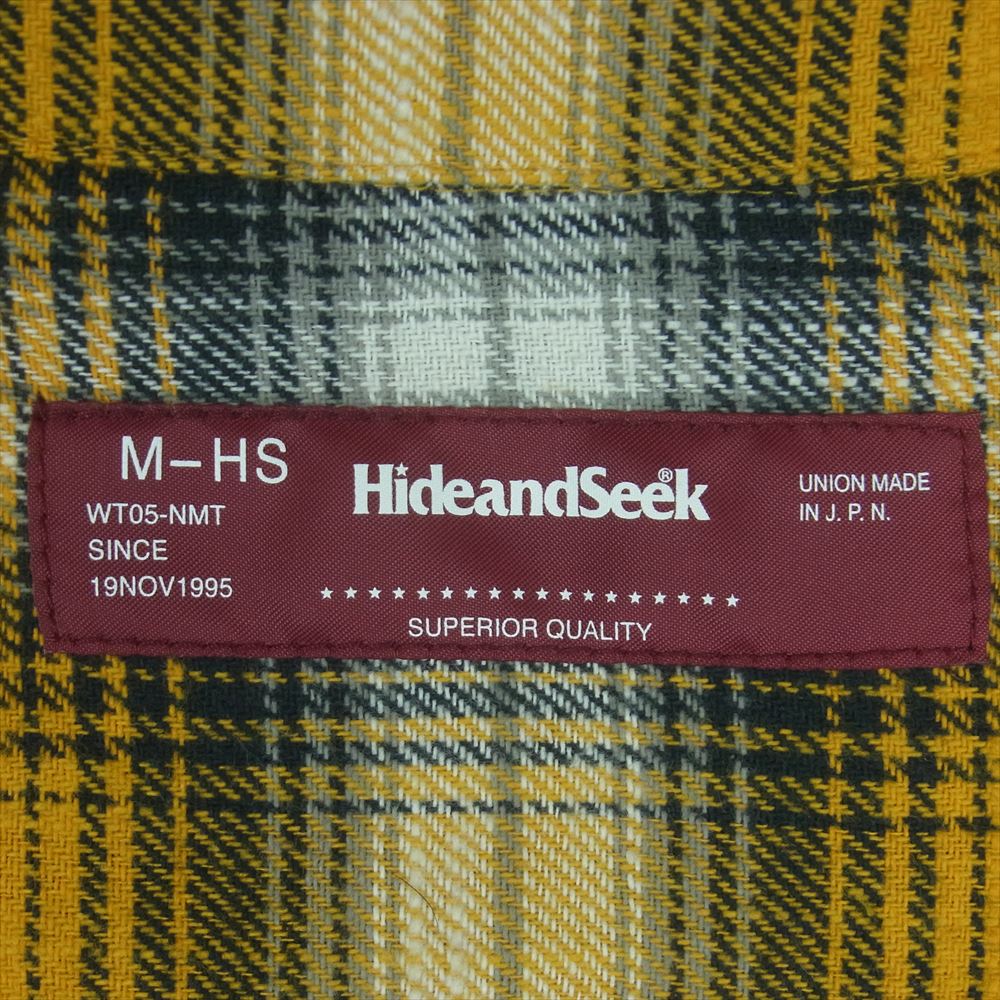 M-HS
WT05-NMT
SINCE
19NOV1995
HideandSeek®
★★★★★★★★★★★★★★★★★★
SUPERIOR QUALITY
UNION MADE
IN J. P. N.